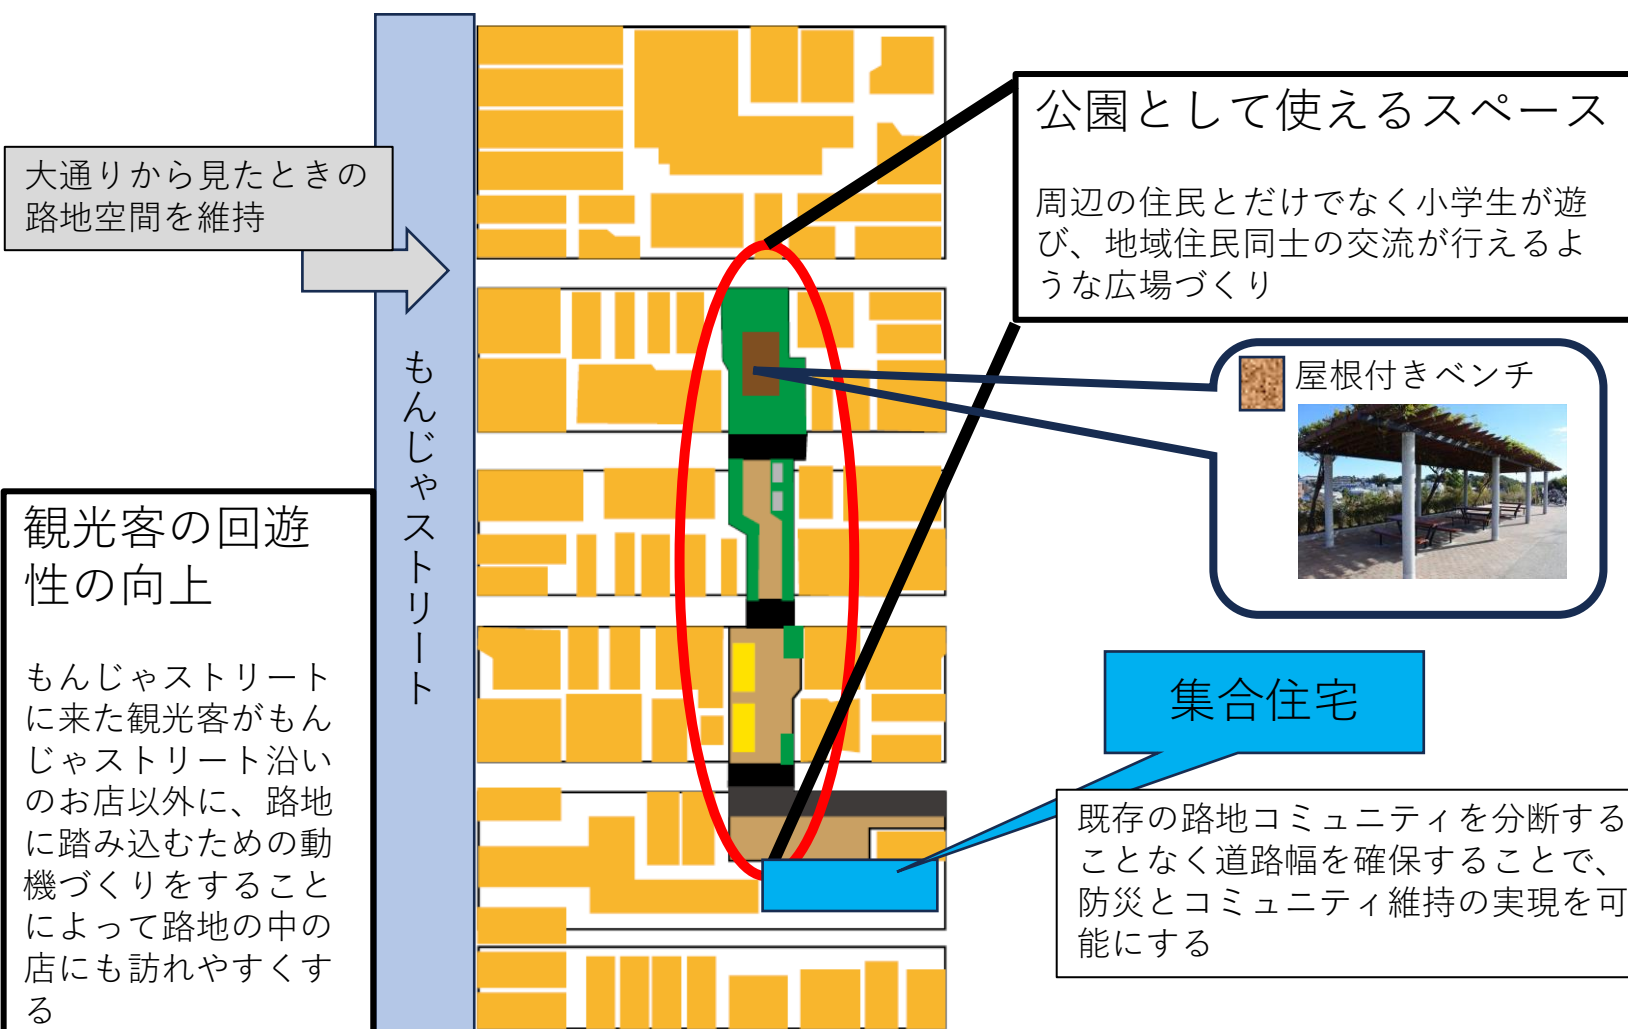 大通りから見たときの
路地空間を維持
もんじゃストリート
観光客の回遊
性の向上
もんじゃストリート
に来た観光客がもん
じゃストリート沿い
のお店以外に、路地
に踏み込むための動
機づくりをすること
によって路地の中の
店にも訪れやすくす
る
公園として使えるスペース
周辺の住民とだけでなく小学生が遊
び、地域住民同士の交流が行えるよ
うな広場づくり
屋根付きベンチ
集合住宅
既存の路地コミュニティを分断する
ことなく道路幅を確保することで、
防災とコミュニティ維持の実現を可
能にする